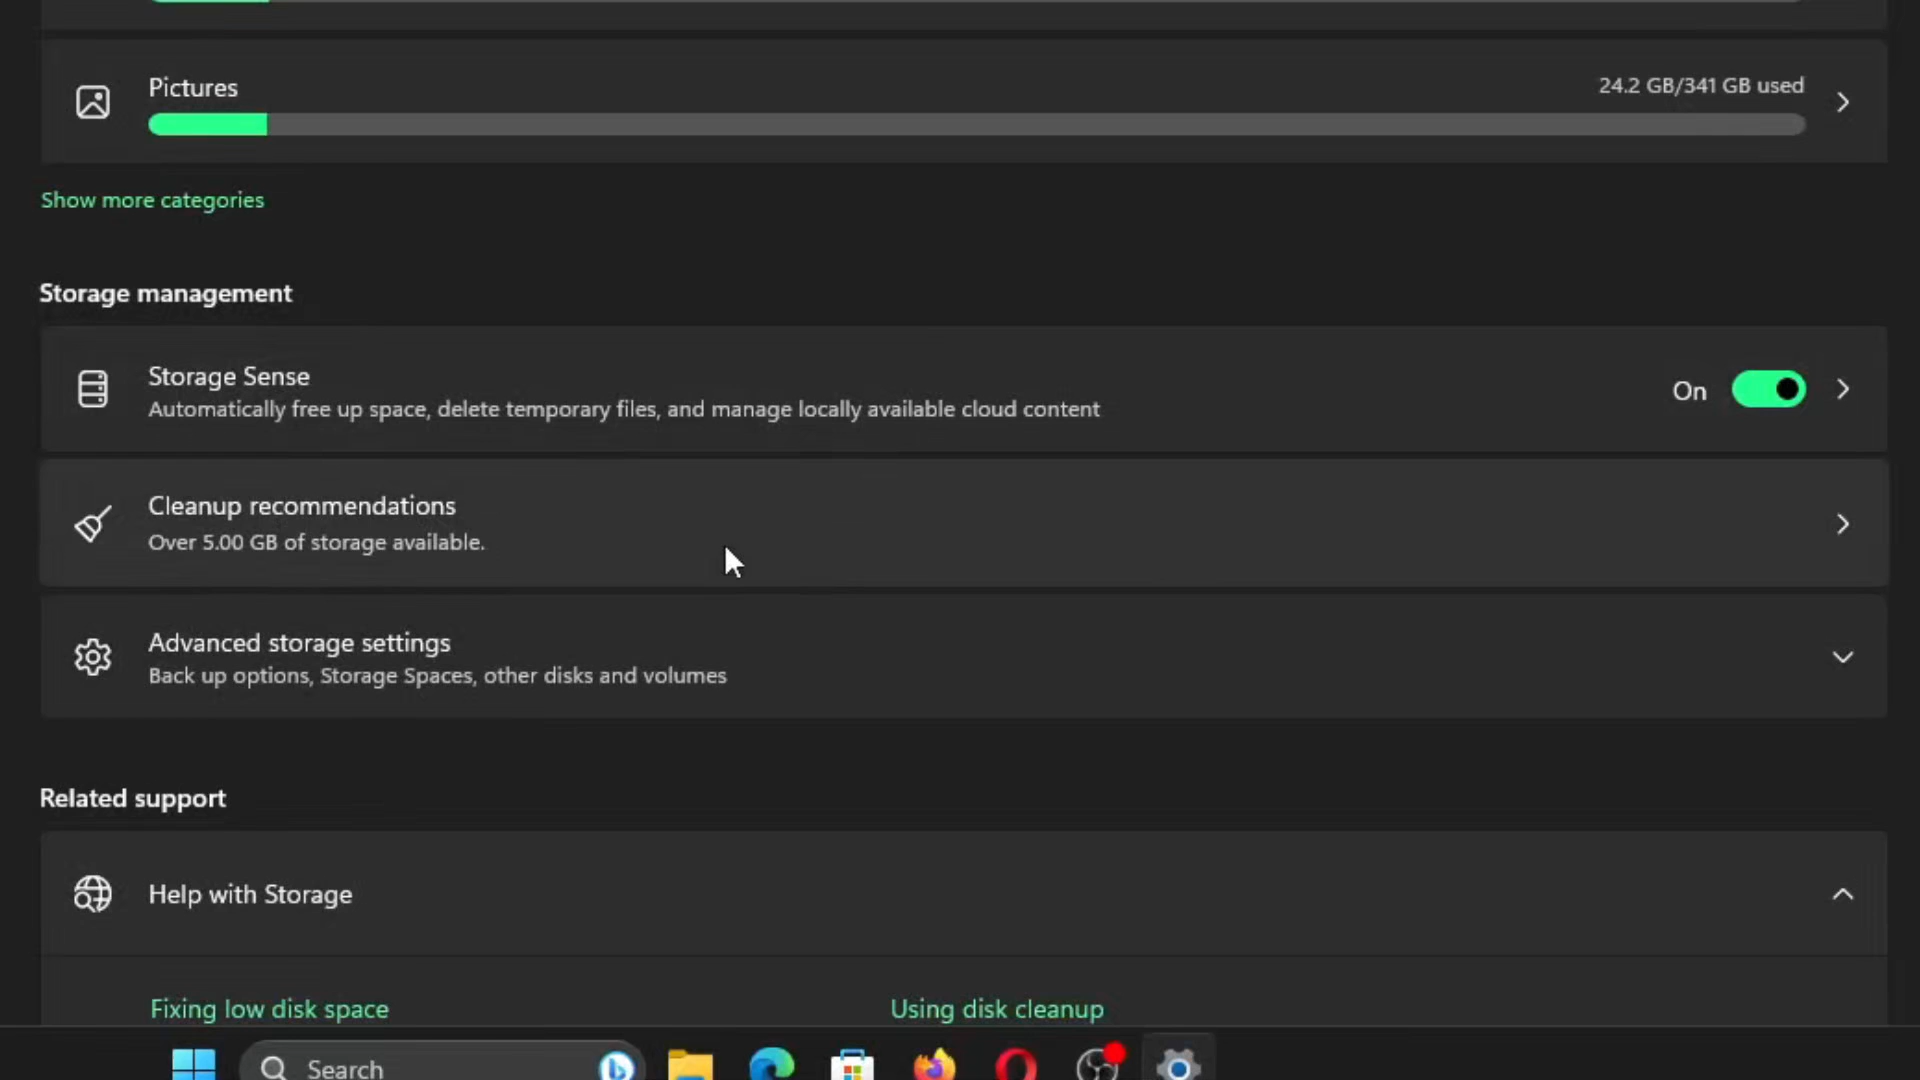 Pictures
24.2 GB/341 GB used
Show more categories
Storage management
Storage Sense
Automatically free up space, delete temporary files, and manage locally available cloud content
On
Cleanup recommendations
Over 5.00 GB of storage available.
Advanced storage settings
Back up options, Storage Spaces, other disks and volumes
Related support
Help with Storage
Fixing low disk space
Using disk cleanup
Search